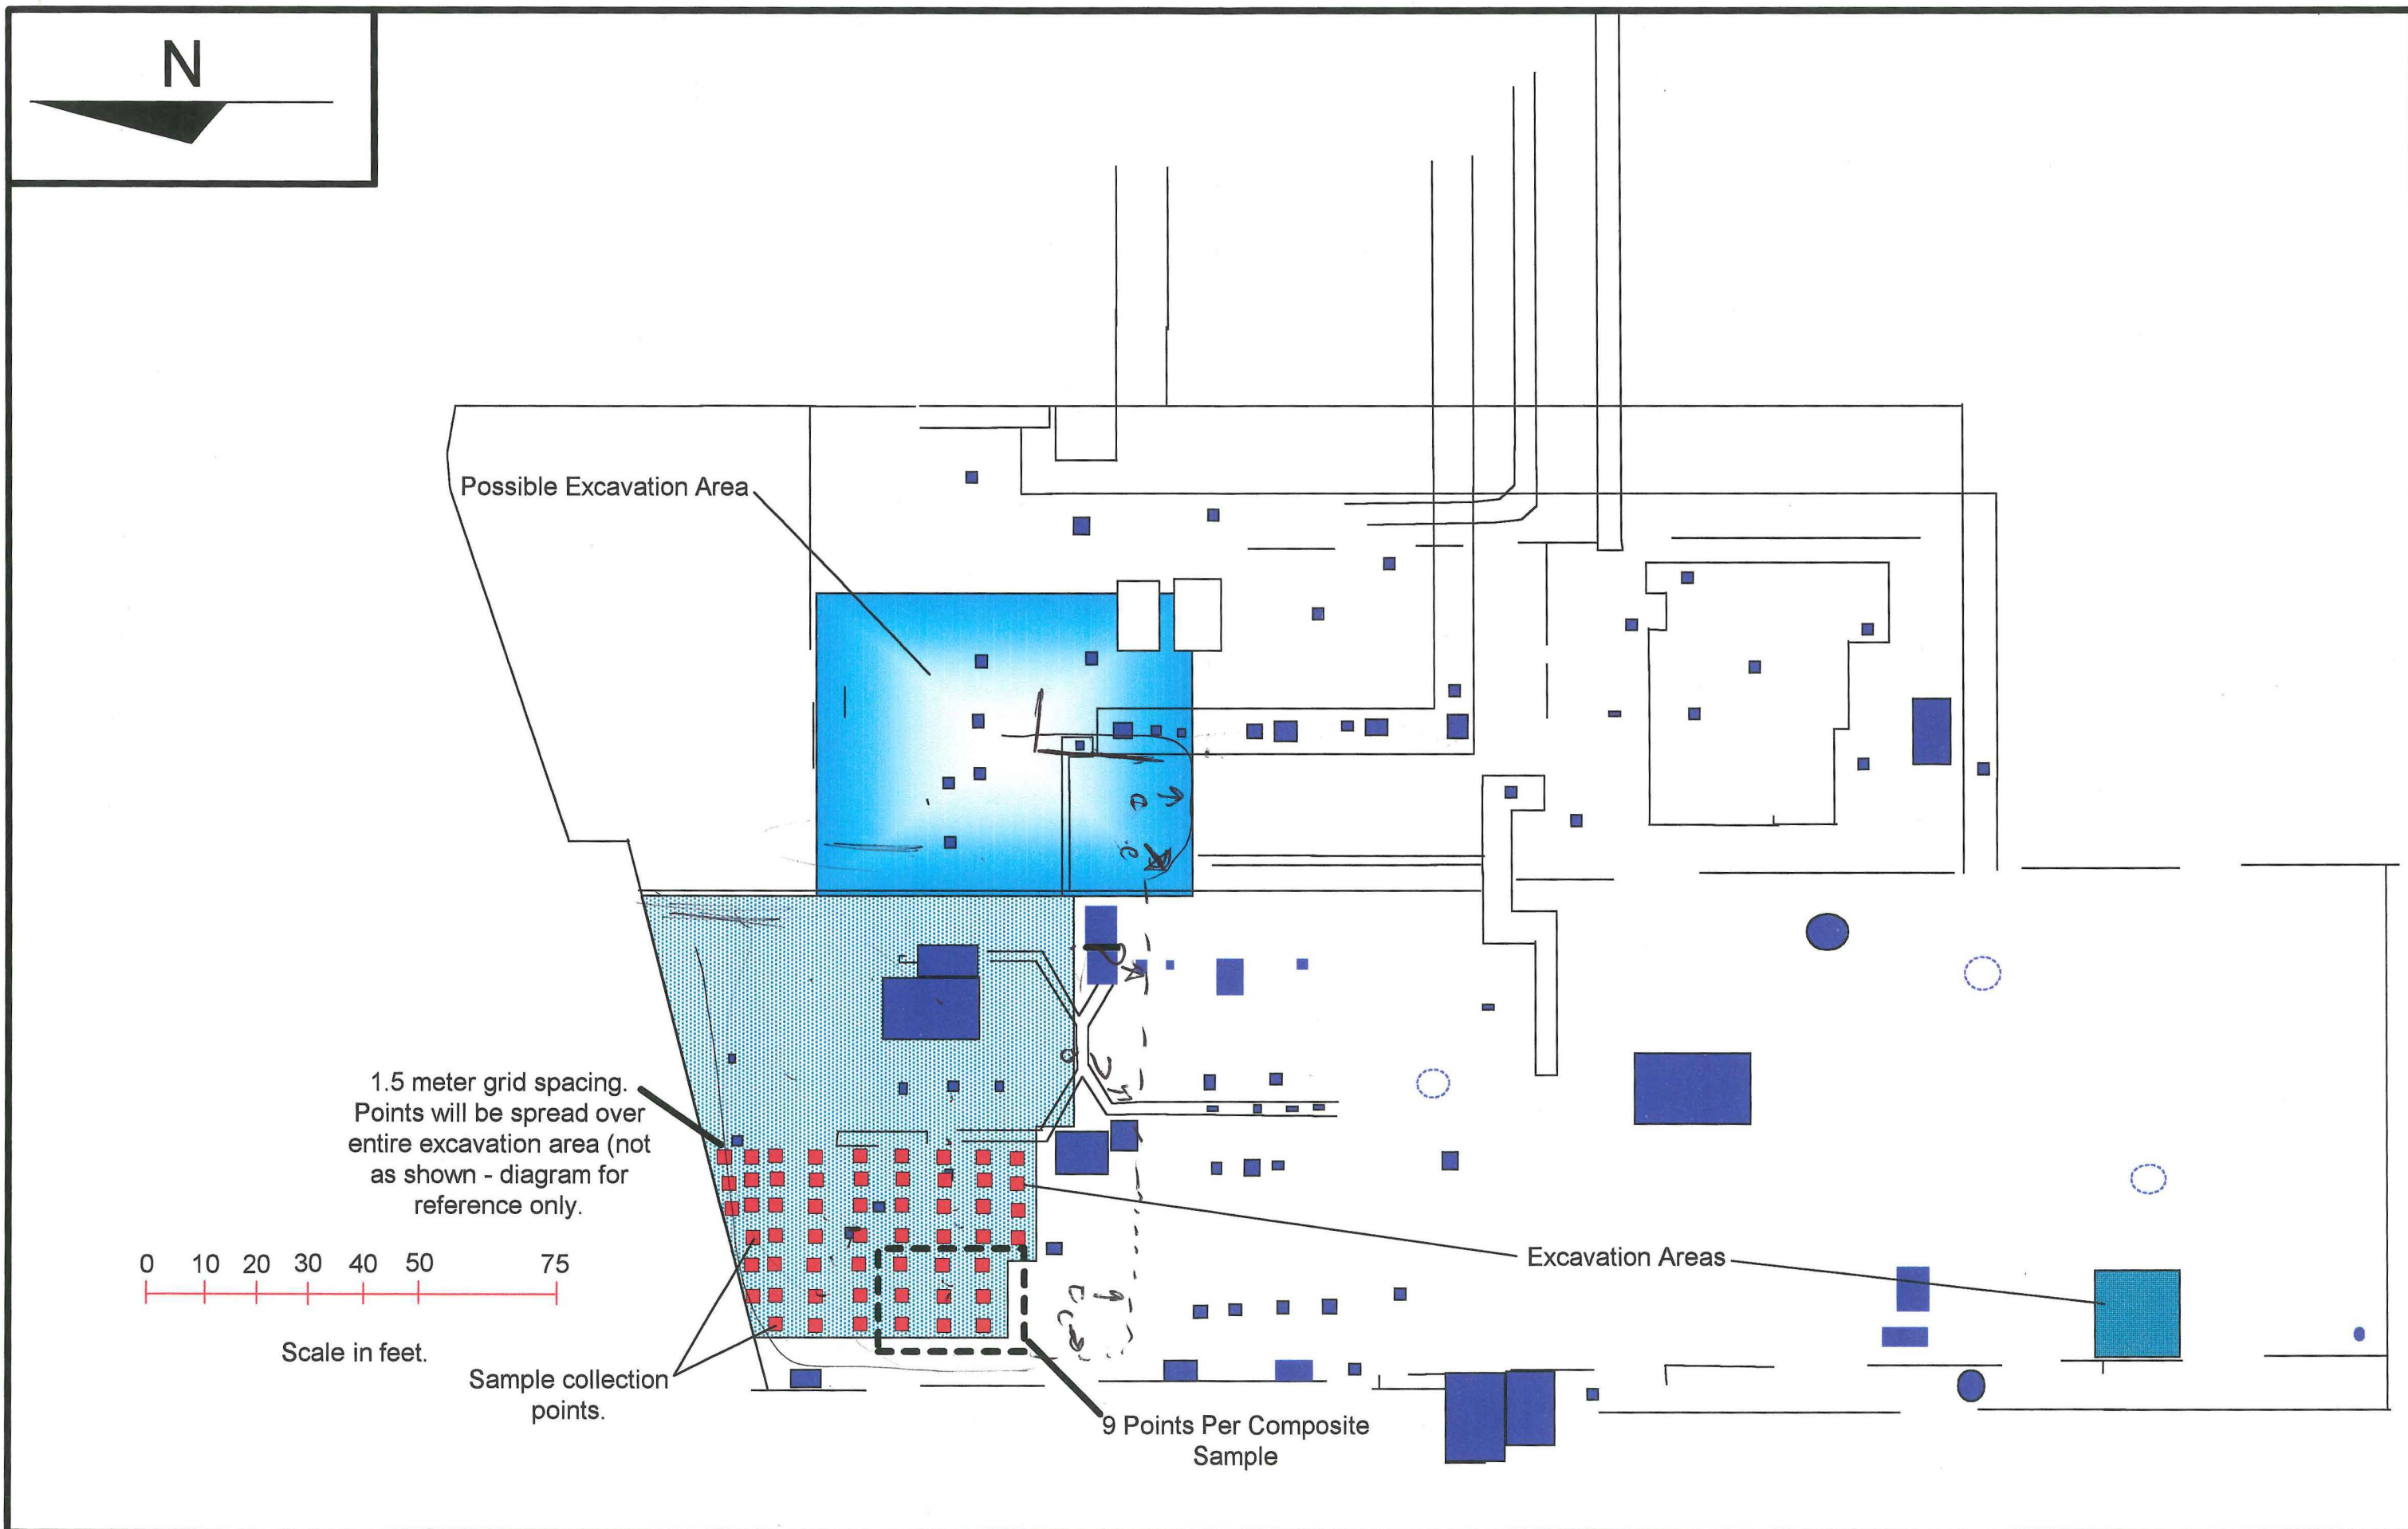 N
Possible Excavation Area
1.5 meter grid spacing.
Points will be spread over
entire excavation area (not
as shown - diagram for
reference only.
0 10 20 30 40 50 75
Scale in feet.
Sample collection
points.
Excavation Areas
9 Points Per Composite
Sample